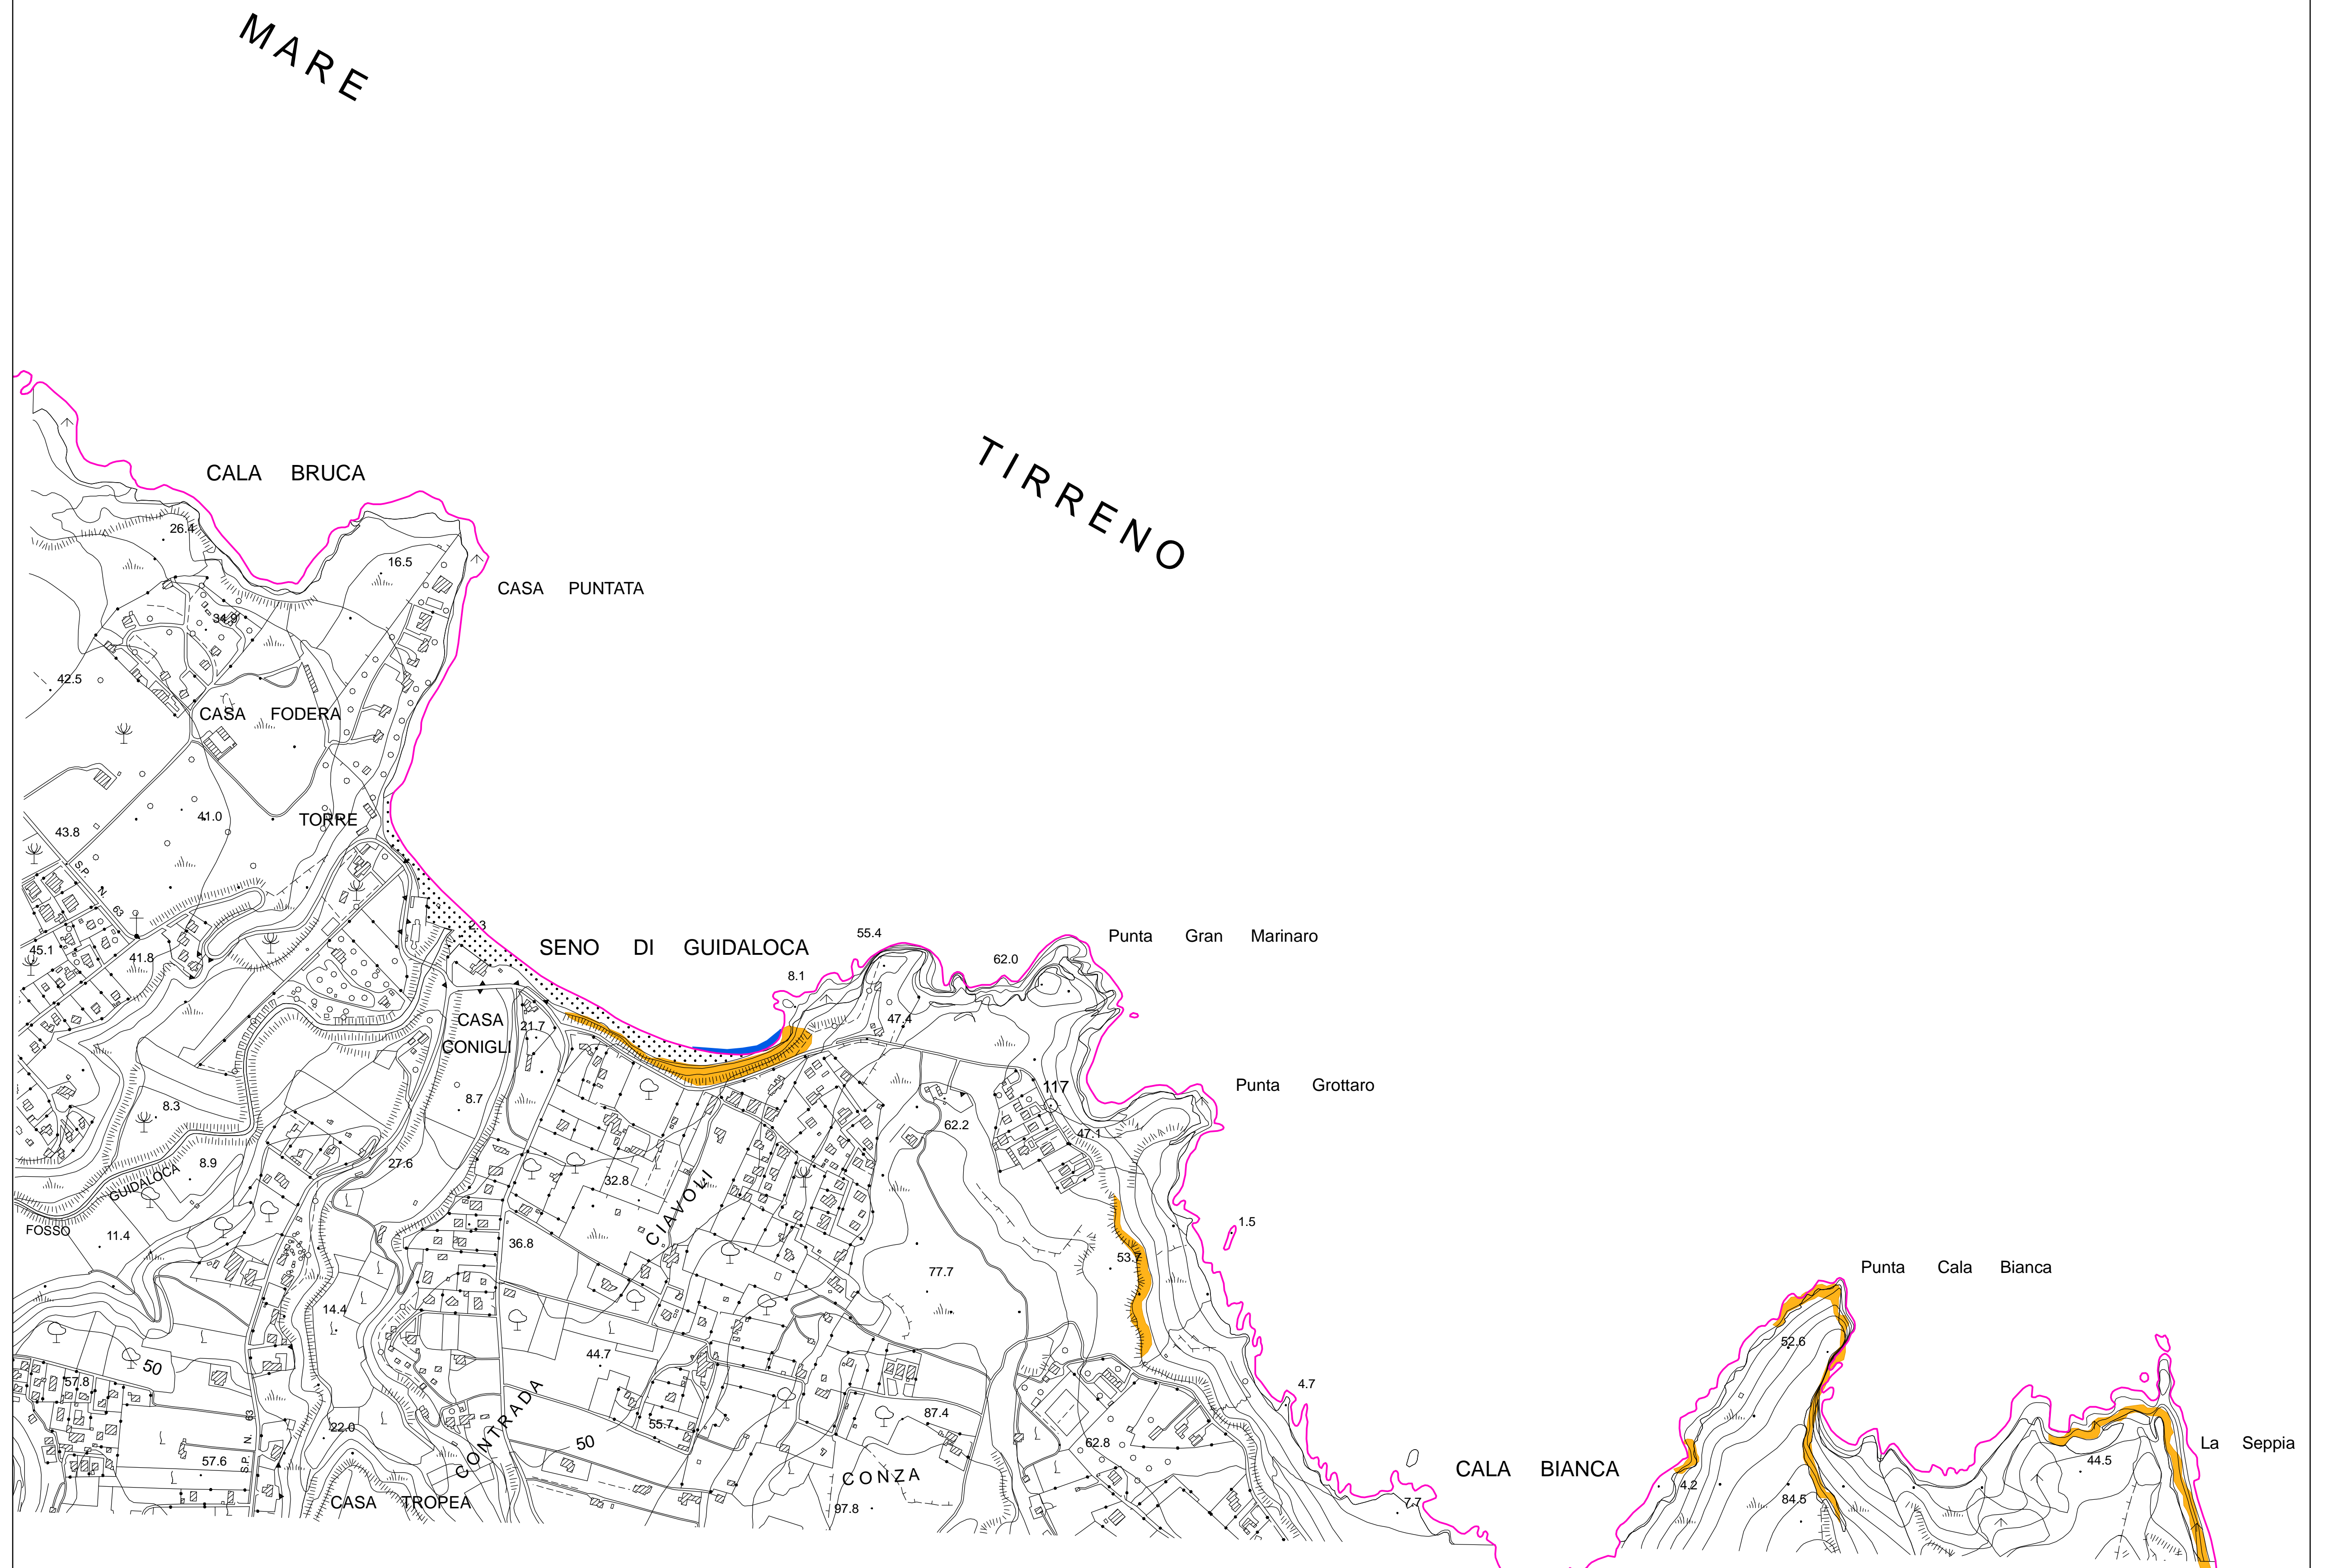 MARE
TIRRENO
CALA BRUCA
26.4
16.5
CASA PUNTATA
34.9
42.5
CASA FODERA
41.0
TORRE
43.8
S.P. N. 63
45.1
41.8
2.3
SENO DI GUIDALOCA
55.4
Punta Gran Marinaro
62.0
8.1
47.4
CASA
CONIGLI
21.7
8.7
117
Punta Grottaro
8.3
62.2
47.1
8.9
27.6
GUIDALOCA
FOSSO
11.4
32.8
CIAVOLI
36.8
1.5
53.7
77.7
Punta Cala Bianca
14.4
52.6
44.7
50
57.8
4.7
CONTRADA
87.4
55.7
22.0
S.P. N. 63
50
62.8
La Seppia
44.5
57.6
CONZA
CALA BIANCA
4.2
84.5
7.7
CASA TROPEA
97.8